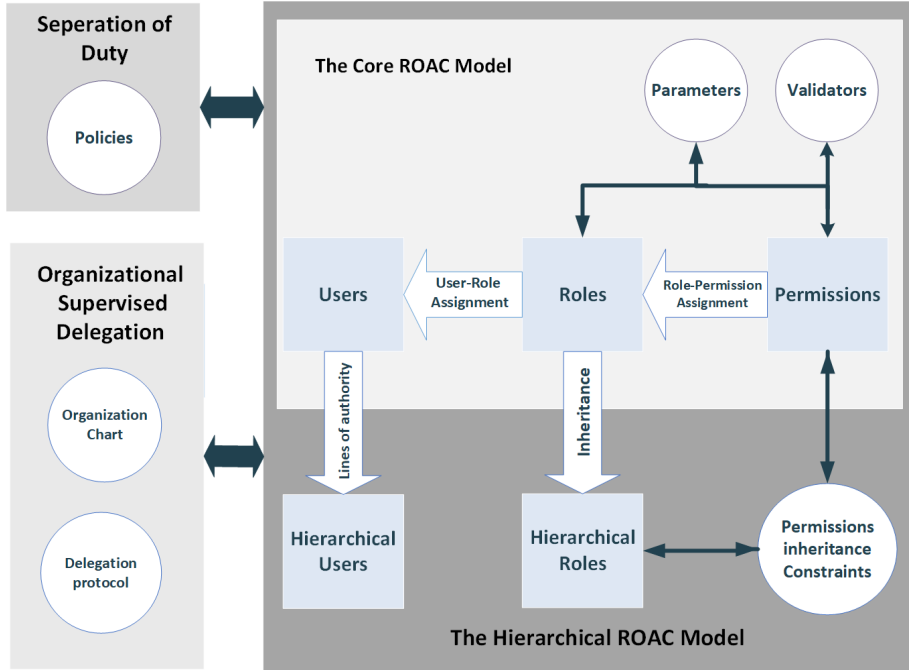 Seperation of
Duty
Policies
Organizational
Supervised
Delegation
Organization
Chart
Delegation
protocol
The Core ROAC Model
Parameters
Validators
Users
User-Role
Assignment
Roles
Role-Permission
Assignment
Permissions
Lines of authority
Inheritance
Hierarchical
Users
Hierarchical
Roles
Permissions
inheritance
Constraints
The Hierarchical ROAC Model